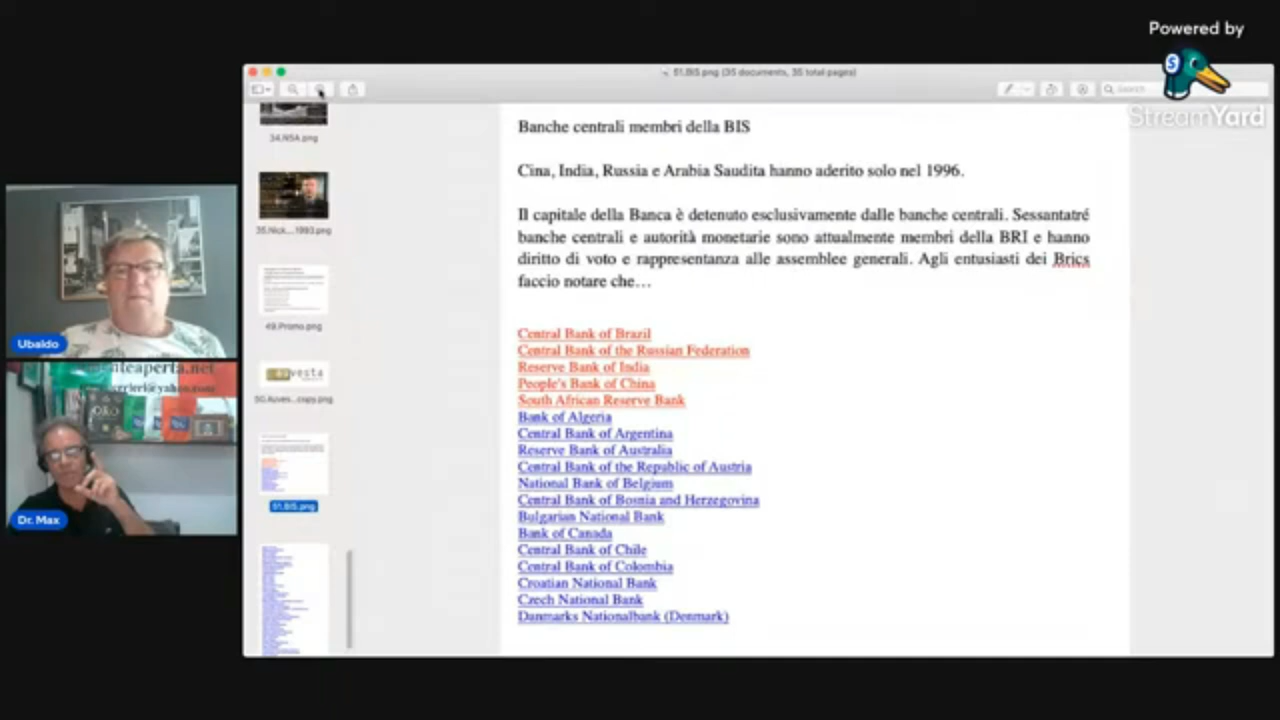 Powered by
StreamYard
51.BIS.png (35 documents, 35 total pages)
Search
34.NSA.png
35.Nick,...1993.png
49.Promo.png
vesta
50.Auves...copy.png
51.BIS.png
Banche centrali membri della BIS
Cina, India, Russia e Arabia Saudita hanno aderito solo nel 1996.
Il capitale della Banca è detenuto esclusivamente dalle banche centrali. Sessantatré
banche centrali e autorità monetarie sono attualmente membri della BRI e hanno
diritto di voto e rappresentanza alle assemblee generali. Agli entusiasti dei Brics
faccio notare che…
Central Bank of Brazil
Central Bank of the Russian Federation
Reserve Bank of India
People's Bank of China
South African Reserve Bank
Bank of Algeria
Central Bank of Argentina
Reserve Bank of Australia
Central Bank of the Republic of Austria
National Bank of Belgium
Central Bank of Bosnia and Herzegovina
Bulgarian National Bank
Bank of Canada
Central Bank of Chile
Central Bank of Colombia
Croatian National Bank
Czech National Bank
Danmarks Nationalbank (Denmark)
Ubaldo
ORO
Dr. Max